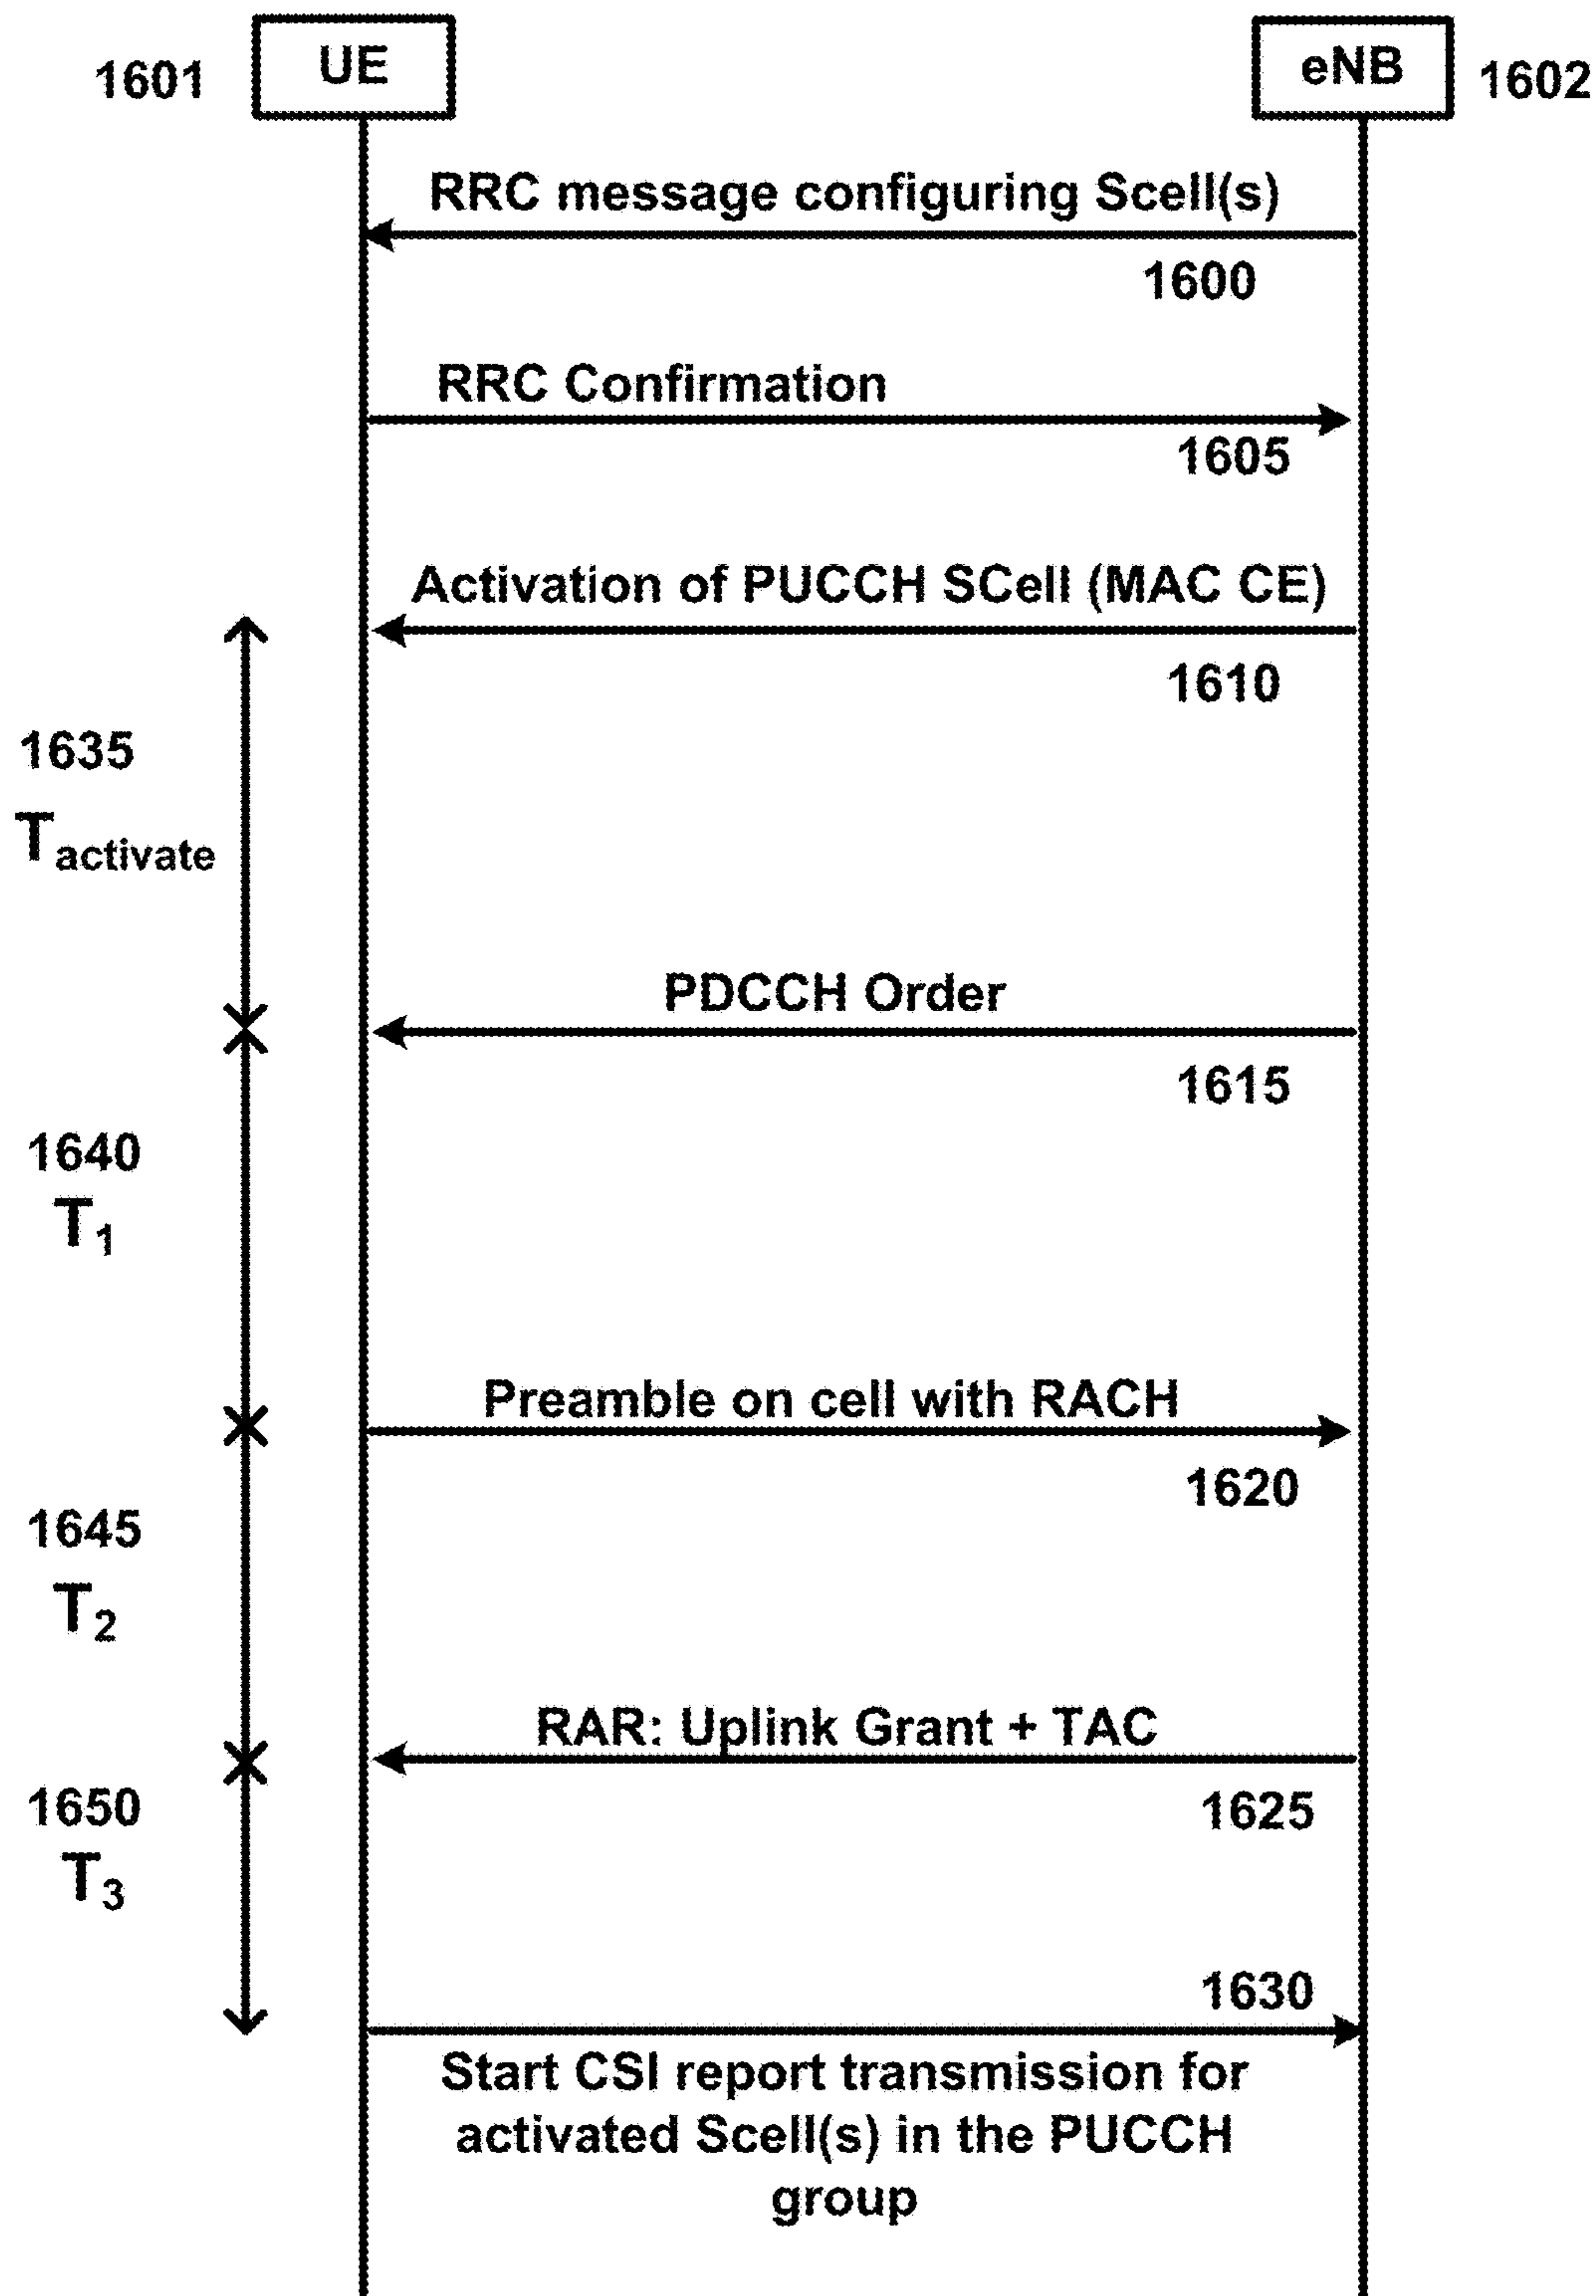 1601 UE eNB 1602
RRC message configuring Scell(s)
1600
RRC Confirmation
1605
Activation of PUCCH SCell (MAC CE)
1610
1635
Tactivate
PDCCH Order
1615
1640
T1
Preamble on cell with RACH
1620
1645
T2
RAR: Uplink Grant + TAC
1625
1650
T3
1630
Start CSI report transmission for
activated Scell(s) in the PUCCH
group